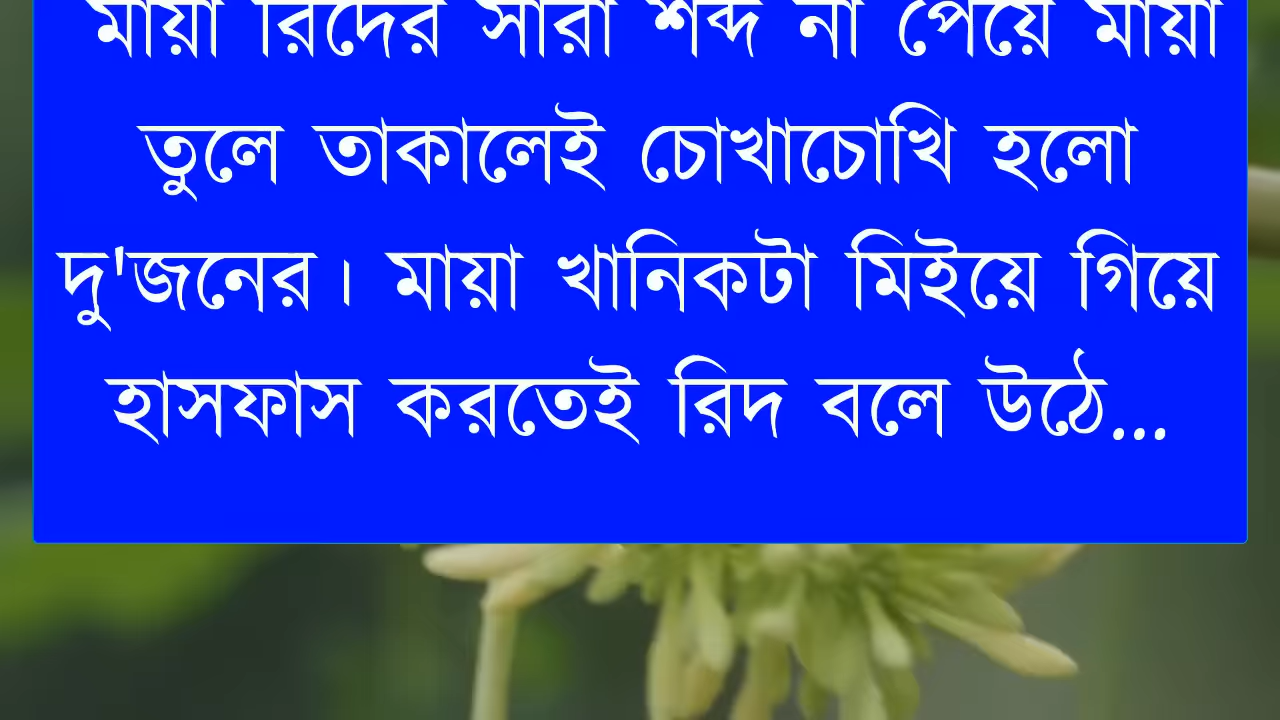 মায়া রিদের সারা শব্দ না পেয়ে মায়া
তুলে তাকালেই চোখাচোখি হলো
দু'জনের। মায়া খানিকটা মিইয়ে গিয়ে
হাসফাস করতেই রিদ বলে উঠে...